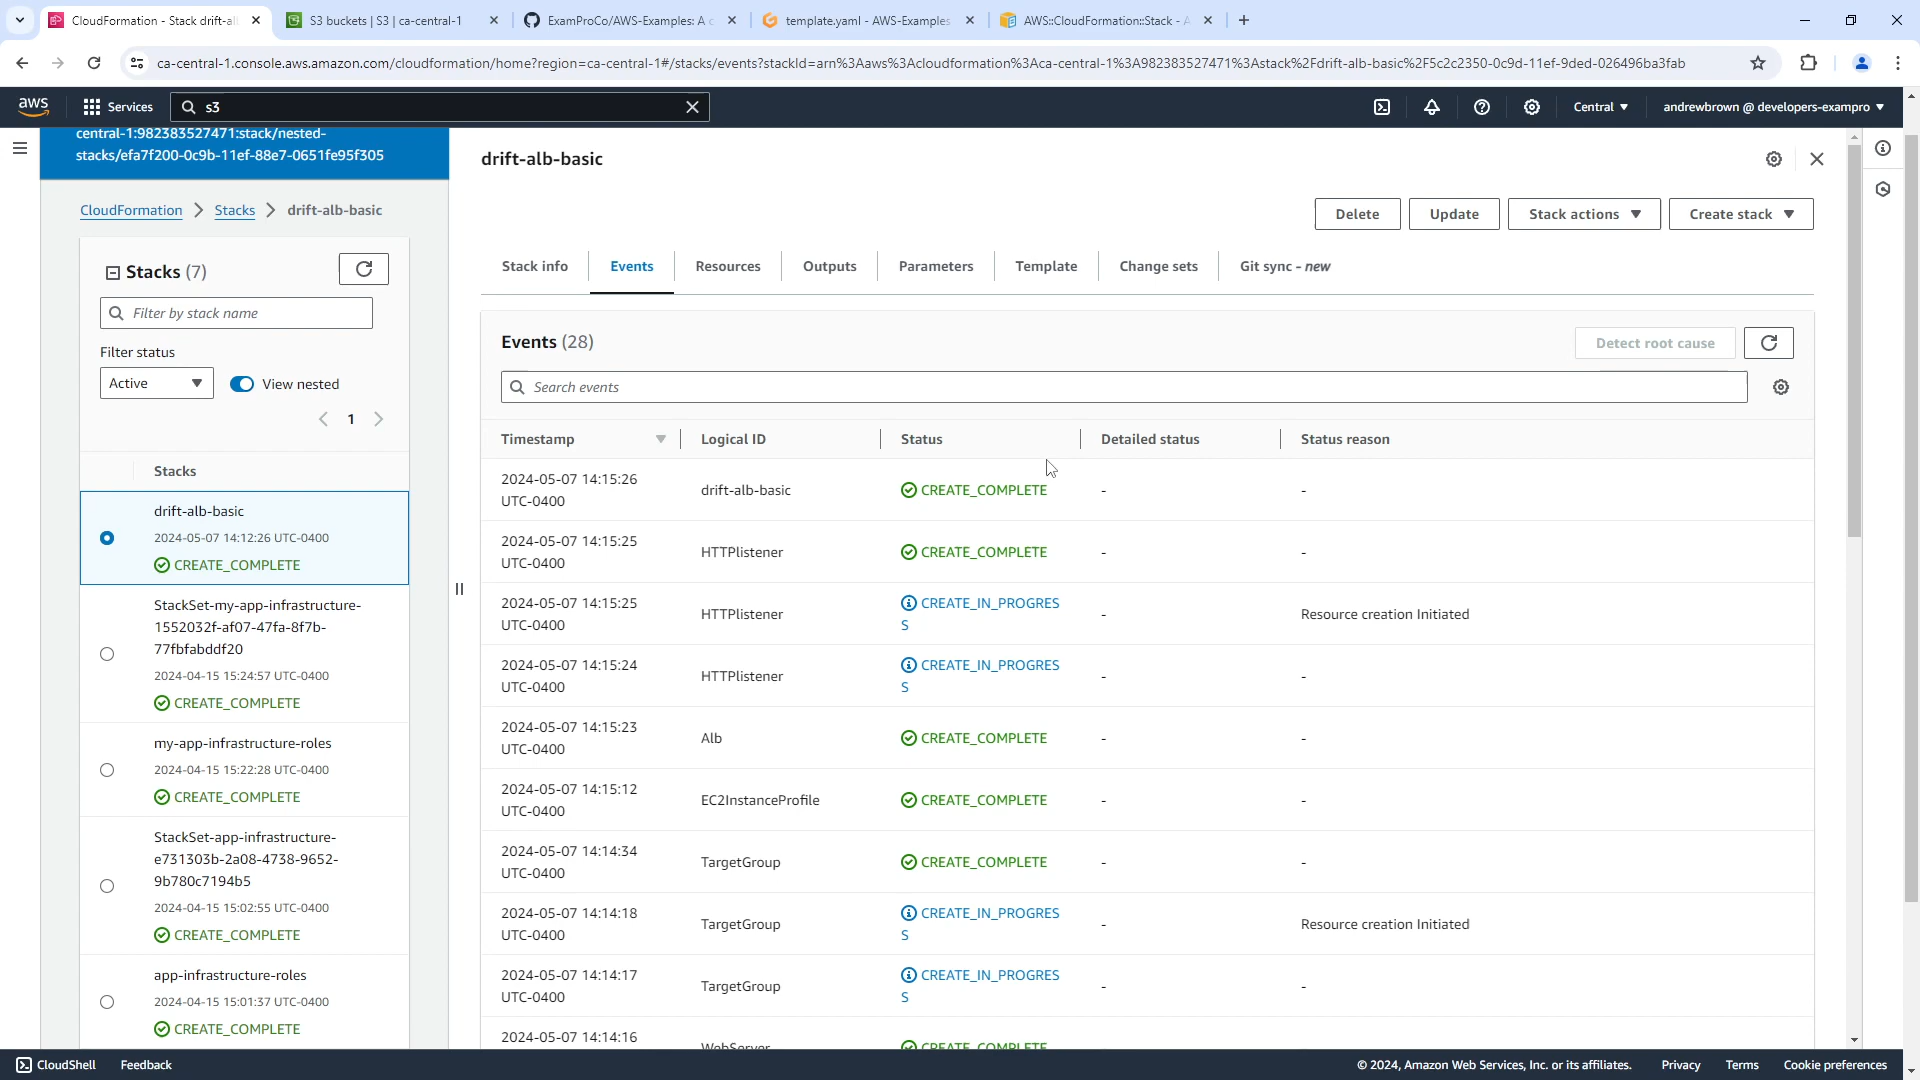 CloudFormation - Stack drift-al
S3 buckets | S3 | ca-central-1
ExamProCo/AWS-Examples: A c
template.yaml - AWS-Examples
AWS::CloudFormation::Stack - A
ca-central-1.console.aws.amazon.com/cloudformation/home?region=ca-central-1#/stacks/events?stackId=arn%3Aaws%3Acloudformation%3Aca-central-1%3A982383527471%3Astack%2Fdrift-alb-basic%2F5c2c2350-0c9d-11ef-9ded-026496ba3fab
aws
Services
s3
Central
andrewbrown @ developers-exampro
central-1:982383527471:stack/nested-
stacks/efa7f200-0c9b-11ef-88e7-0651fe95f305
CloudFormation
Stacks
drift-alb-basic
Stacks (7)
Filter by stack name
Filter status
Active
View nested
1
Stacks
drift-alb-basic
2024-05-07 14:12:26 UTC-0400
CREATE_COMPLETE
StackSet-my-app-infrastructure-
1552032f-af07-47fa-8f7b-
77fbfabddf20
2024-04-15 15:24:57 UTC-0400
CREATE_COMPLETE
my-app-infrastructure-roles
2024-04-15 15:22:28 UTC-0400
CREATE_COMPLETE
StackSet-app-infrastructure-
e731303b-2a08-4738-9652-
9b780c7194b5
2024-04-15 15:02:55 UTC-0400
CREATE_COMPLETE
app-infrastructure-roles
2024-04-15 15:01:37 UTC-0400
CREATE_COMPLETE
drift-alb-basic
Delete
Update
Stack actions
Create stack
Stack info
Events
Resources
Outputs
Parameters
Template
Change sets
Git sync - new
Events (28)
Detect root cause
Search events
Timestamp
Logical ID
Status
Detailed status
Status reason
2024-05-07 14:15:26
UTC-0400
drift-alb-basic
CREATE_COMPLETE
-
-
2024-05-07 14:15:25
UTC-0400
HTTPlistener
CREATE_COMPLETE
-
-
2024-05-07 14:15:25
UTC-0400
HTTPlistener
CREATE_IN_PROGRES
S
-
Resource creation Initiated
2024-05-07 14:15:24
UTC-0400
HTTPlistener
CREATE_IN_PROGRES
S
-
-
2024-05-07 14:15:23
UTC-0400
Alb
CREATE_COMPLETE
-
-
2024-05-07 14:15:12
UTC-0400
EC2InstanceProfile
CREATE_COMPLETE
-
-
2024-05-07 14:14:34
UTC-0400
TargetGroup
CREATE_COMPLETE
-
-
2024-05-07 14:14:18
UTC-0400
TargetGroup
CREATE_IN_PROGRES
S
-
Resource creation Initiated
2024-05-07 14:14:17
UTC-0400
TargetGroup
CREATE_IN_PROGRES
S
-
-
2024-05-07 14:14:16
WebServer
CREATE_COMPLETE
CloudShell
Feedback
© 2024, Amazon Web Services, Inc. or its affiliates.
Privacy
Terms
Cookie preferences